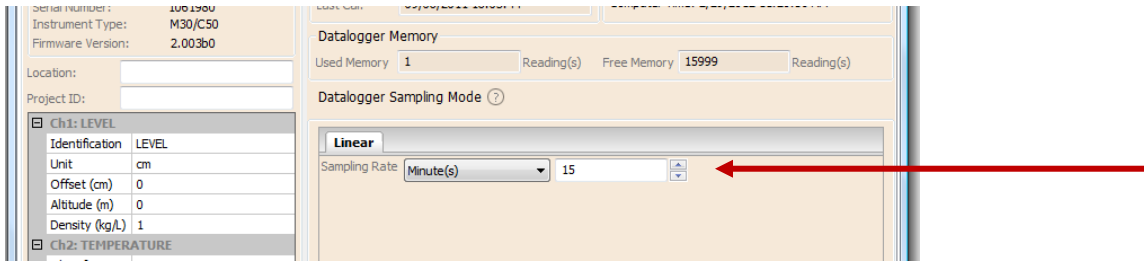 Serial Number: 1061980
Instrument Type: M30/C50
Firmware Version: 2.003b0
Location:
Project ID:
Ch1: LEVEL
Identification LEVEL
Unit cm
Offset (cm) 0
Altitude (m) 0
Density (kg/L) 1
Ch2: TEMPERATURE
Datalogger Memory
Used Memory 1 Reading(s) Free Memory 15999 Reading(s)
Datalogger Sampling Mode ?
Linear
Sampling Rate Minute(s) 15